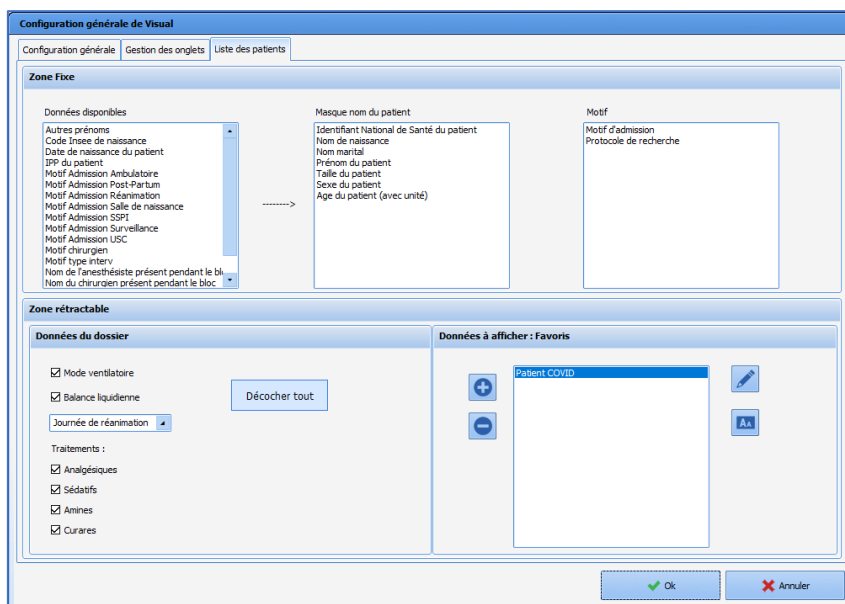 Configuration générale de Visual
Configuration générale
Gestion des onglets
Liste des patients
Zone Fixe
Données disponibles
Autres prénoms
Code Insee de naissance
Date de naissance du patient
IPP du patient
Motif Admission Ambulatoire
Motif Admission Post-Partum
Motif Admission Réanimation
Motif Admission Salle de naissance
Motif Admission SSPI
Motif Admission Surveillance
Motif Admission USC
Motif chirurgien
Motif type interv
Nom de l'anesthésiste présent pendant le
Nom du chirurgien présent pendant le bloc
-------->
Masque nom du patient
Identifiant National de Santé du patient
Nom de naissance
Nom marital
Prénom du patient
Taille du patient
Sexe du patient
Age du patient (avec unité)
Motif
Motif d'admission
Protocole de recherche
Zone rétractable
Données du dossier
Mode ventilatoire
Balance liquidienne
Décocher tout
Journée de réanimation
Traitements :
Analgésiques
Sédatifs
Amines
Curares
Données à afficher : Favoris
Patient COVID
AA
Ok
Annuler